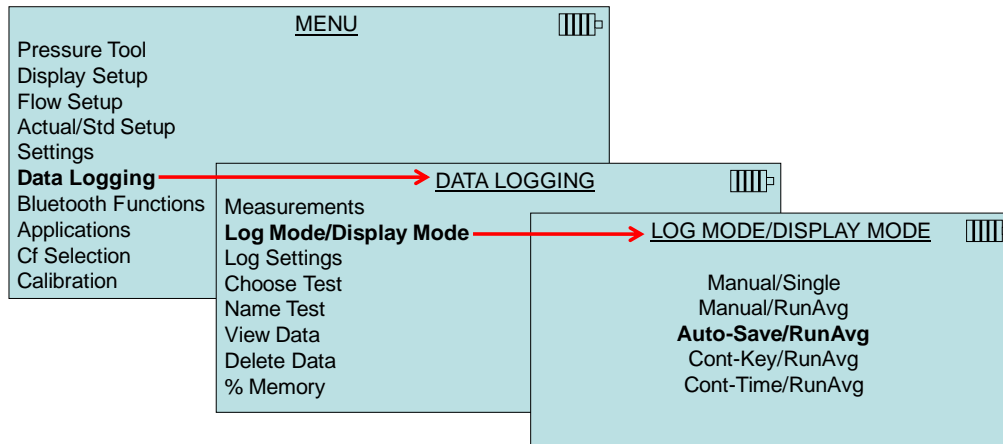 MENU
Pressure Tool
Display Setup
Flow Setup
Actual/Std Setup
Settings
Data Logging
Bluetooth Functions
Applications
Cf Selection
Calibration
DATA LOGGING
Measurements
Log Mode/Display Mode
Log Settings
Choose Test
Name Test
View Data
Delete Data
% Memory
LOG MODE/DISPLAY MODE
Manual/Single
Manual/RunAvg
Auto-Save/RunAvg
Cont-Key/RunAvg
Cont-Time/RunAvg